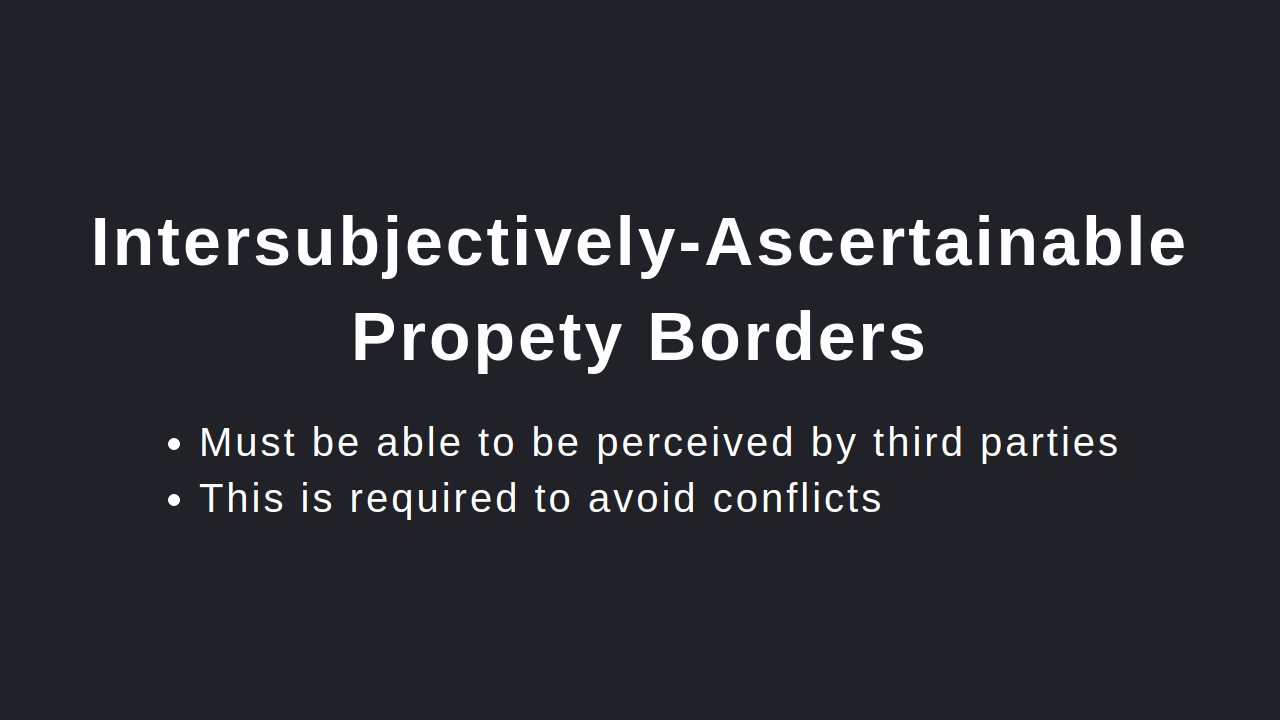 Intersubjectively-Ascertainable
Propety Borders
• Must be able to be perceived by third parties
• This is required to avoid conflicts